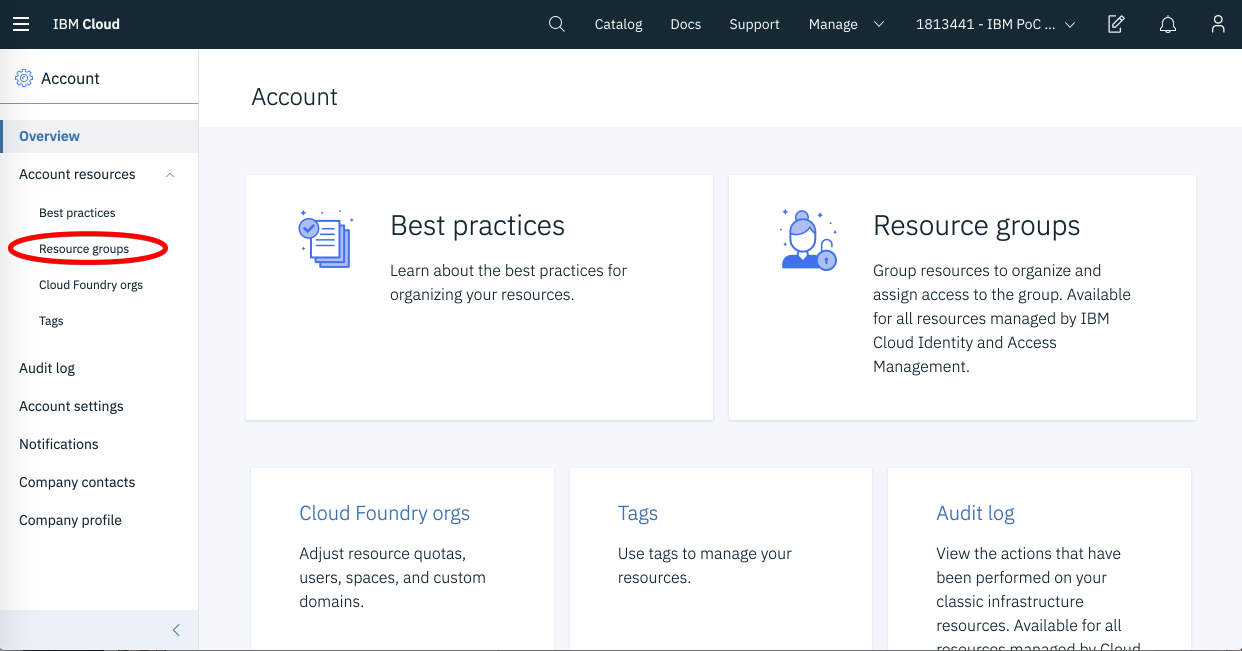 IBM Cloud
Catalog
Docs
Support
Manage
1813441 - IBM PoC ...
Account
Overview
Account resources
Best practices
Resource groups
Cloud Foundry orgs
Tags
Audit log
Account settings
Notifications
Company contacts
Company profile
Account
Best practices
Learn about the best practices for
organizing your resources.
Resource groups
Group resources to organize and
assign access to the group. Available
for all resources managed by IBM
Cloud Identity and Access
Management.
Cloud Foundry orgs
Adjust resource quotas,
users, spaces, and custom
domains.
Tags
Use tags to manage your
resources.
Audit log
View the actions that have
been performed on your
classic infrastructure
resources. Available for all
resources managed by Cloud